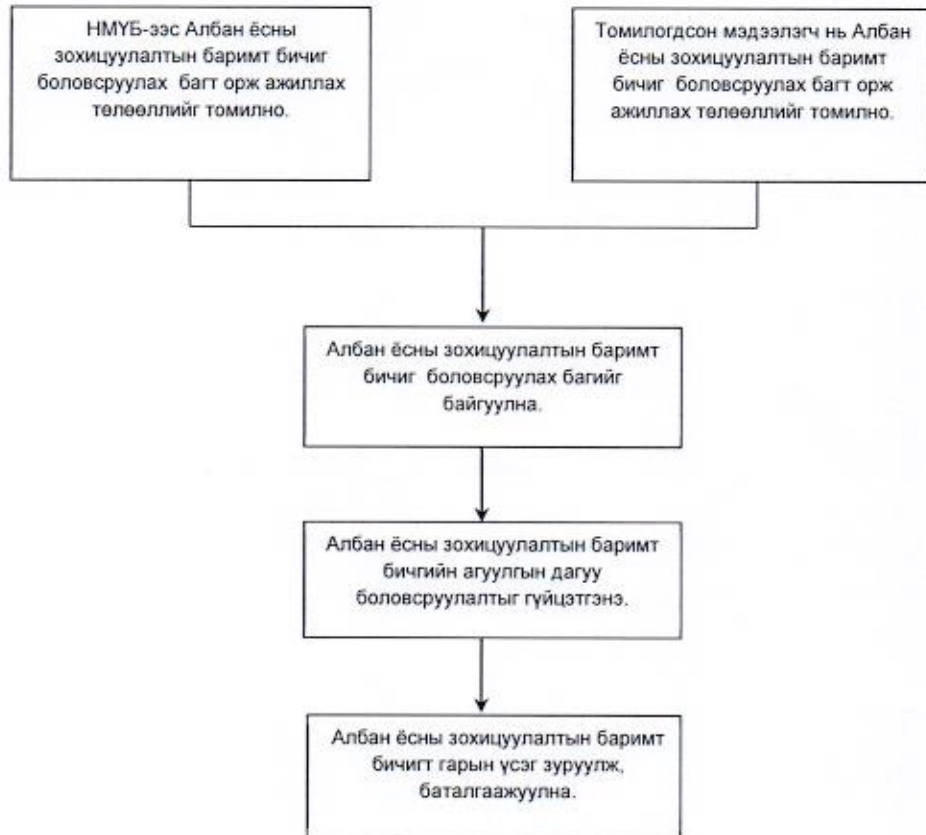 НМҮБ-ээс Албан ёсны
зохицуулалтын баримт бичиг
боловсруулах багт орж ажиллах
төлөөллийг томилно.
Томилогдсон мэдээлэгч нь Албан
ёсны зохицуулалтын баримт
бичиг боловсруулах багт орж
ажиллах төлөөллийг томилно.
Албан ёсны зохицуулалтын баримт
бичиг боловсруулах багийг
байгуулна.
Албан ёсны зохицуулалтын баримт
бичгийн агуулгын дагуу
боловсруулалтыг гүйцэтгэнэ.
Албан ёсны зохицуулалтын баримт
бичигт гарын үсэг зуруулж,
баталгаажуулна.